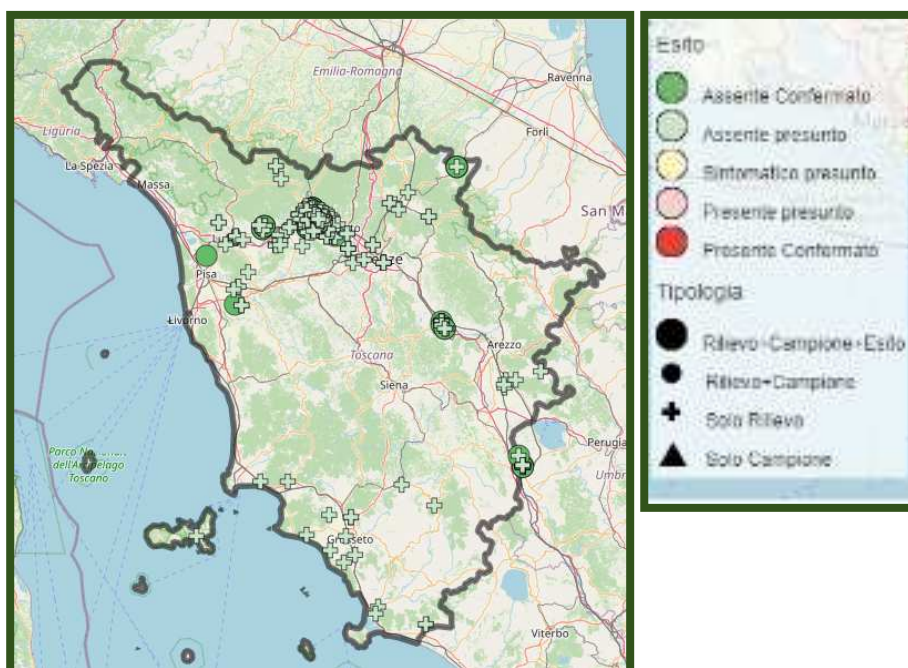 Emilia-Romagna
Ravenna
Forlì
Liguria
La Spezia
Massa
San M
Pisa
Livorno
Arezzo
Toscana
Siena
Perugia
Umbr
Parco Na
dell'Arcipelago
Toscano
Grosseto
Viterbo
Esito
Assente Confermato
Assente presunto
Sintomatico presunto
Presente presunto
Presente Confermato
Tipologia
Rilievo+Campione+Esito
Rilievo+Campione
Solo Rilievo
Solo Campione